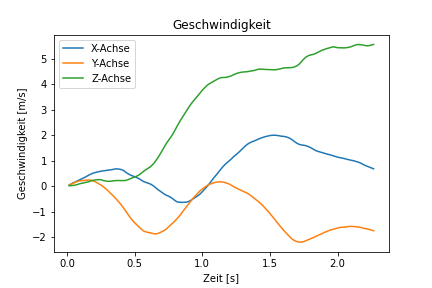 Geschwindigkeit
X-Achse
Y-Achse
Z-Achse
Geschwindigkeit [m/s]
5
4
3
2
1
0
−1
−2
0.0 0.5 1.0 1.5 2.0
Zeit [s]